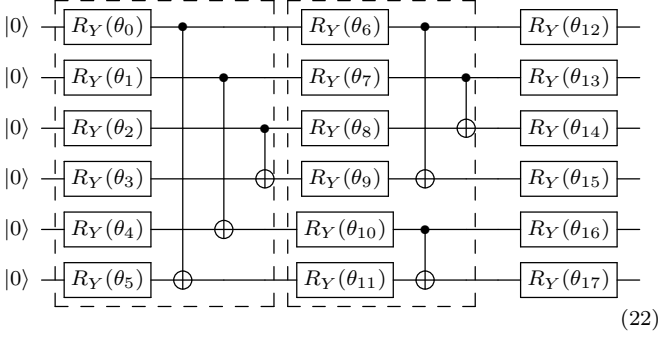 |0⟩ R_Y(θ_0) R_Y(θ_6) R_Y(θ_12)
|0⟩ R_Y(θ_1) R_Y(θ_7) R_Y(θ_13)
|0⟩ R_Y(θ_2) R_Y(θ_8) R_Y(θ_14)
|0⟩ R_Y(θ_3) R_Y(θ_9) R_Y(θ_15)
|0⟩ R_Y(θ_4) R_Y(θ_10) R_Y(θ_16)
|0⟩ R_Y(θ_5) R_Y(θ_11) R_Y(θ_17)
(22)